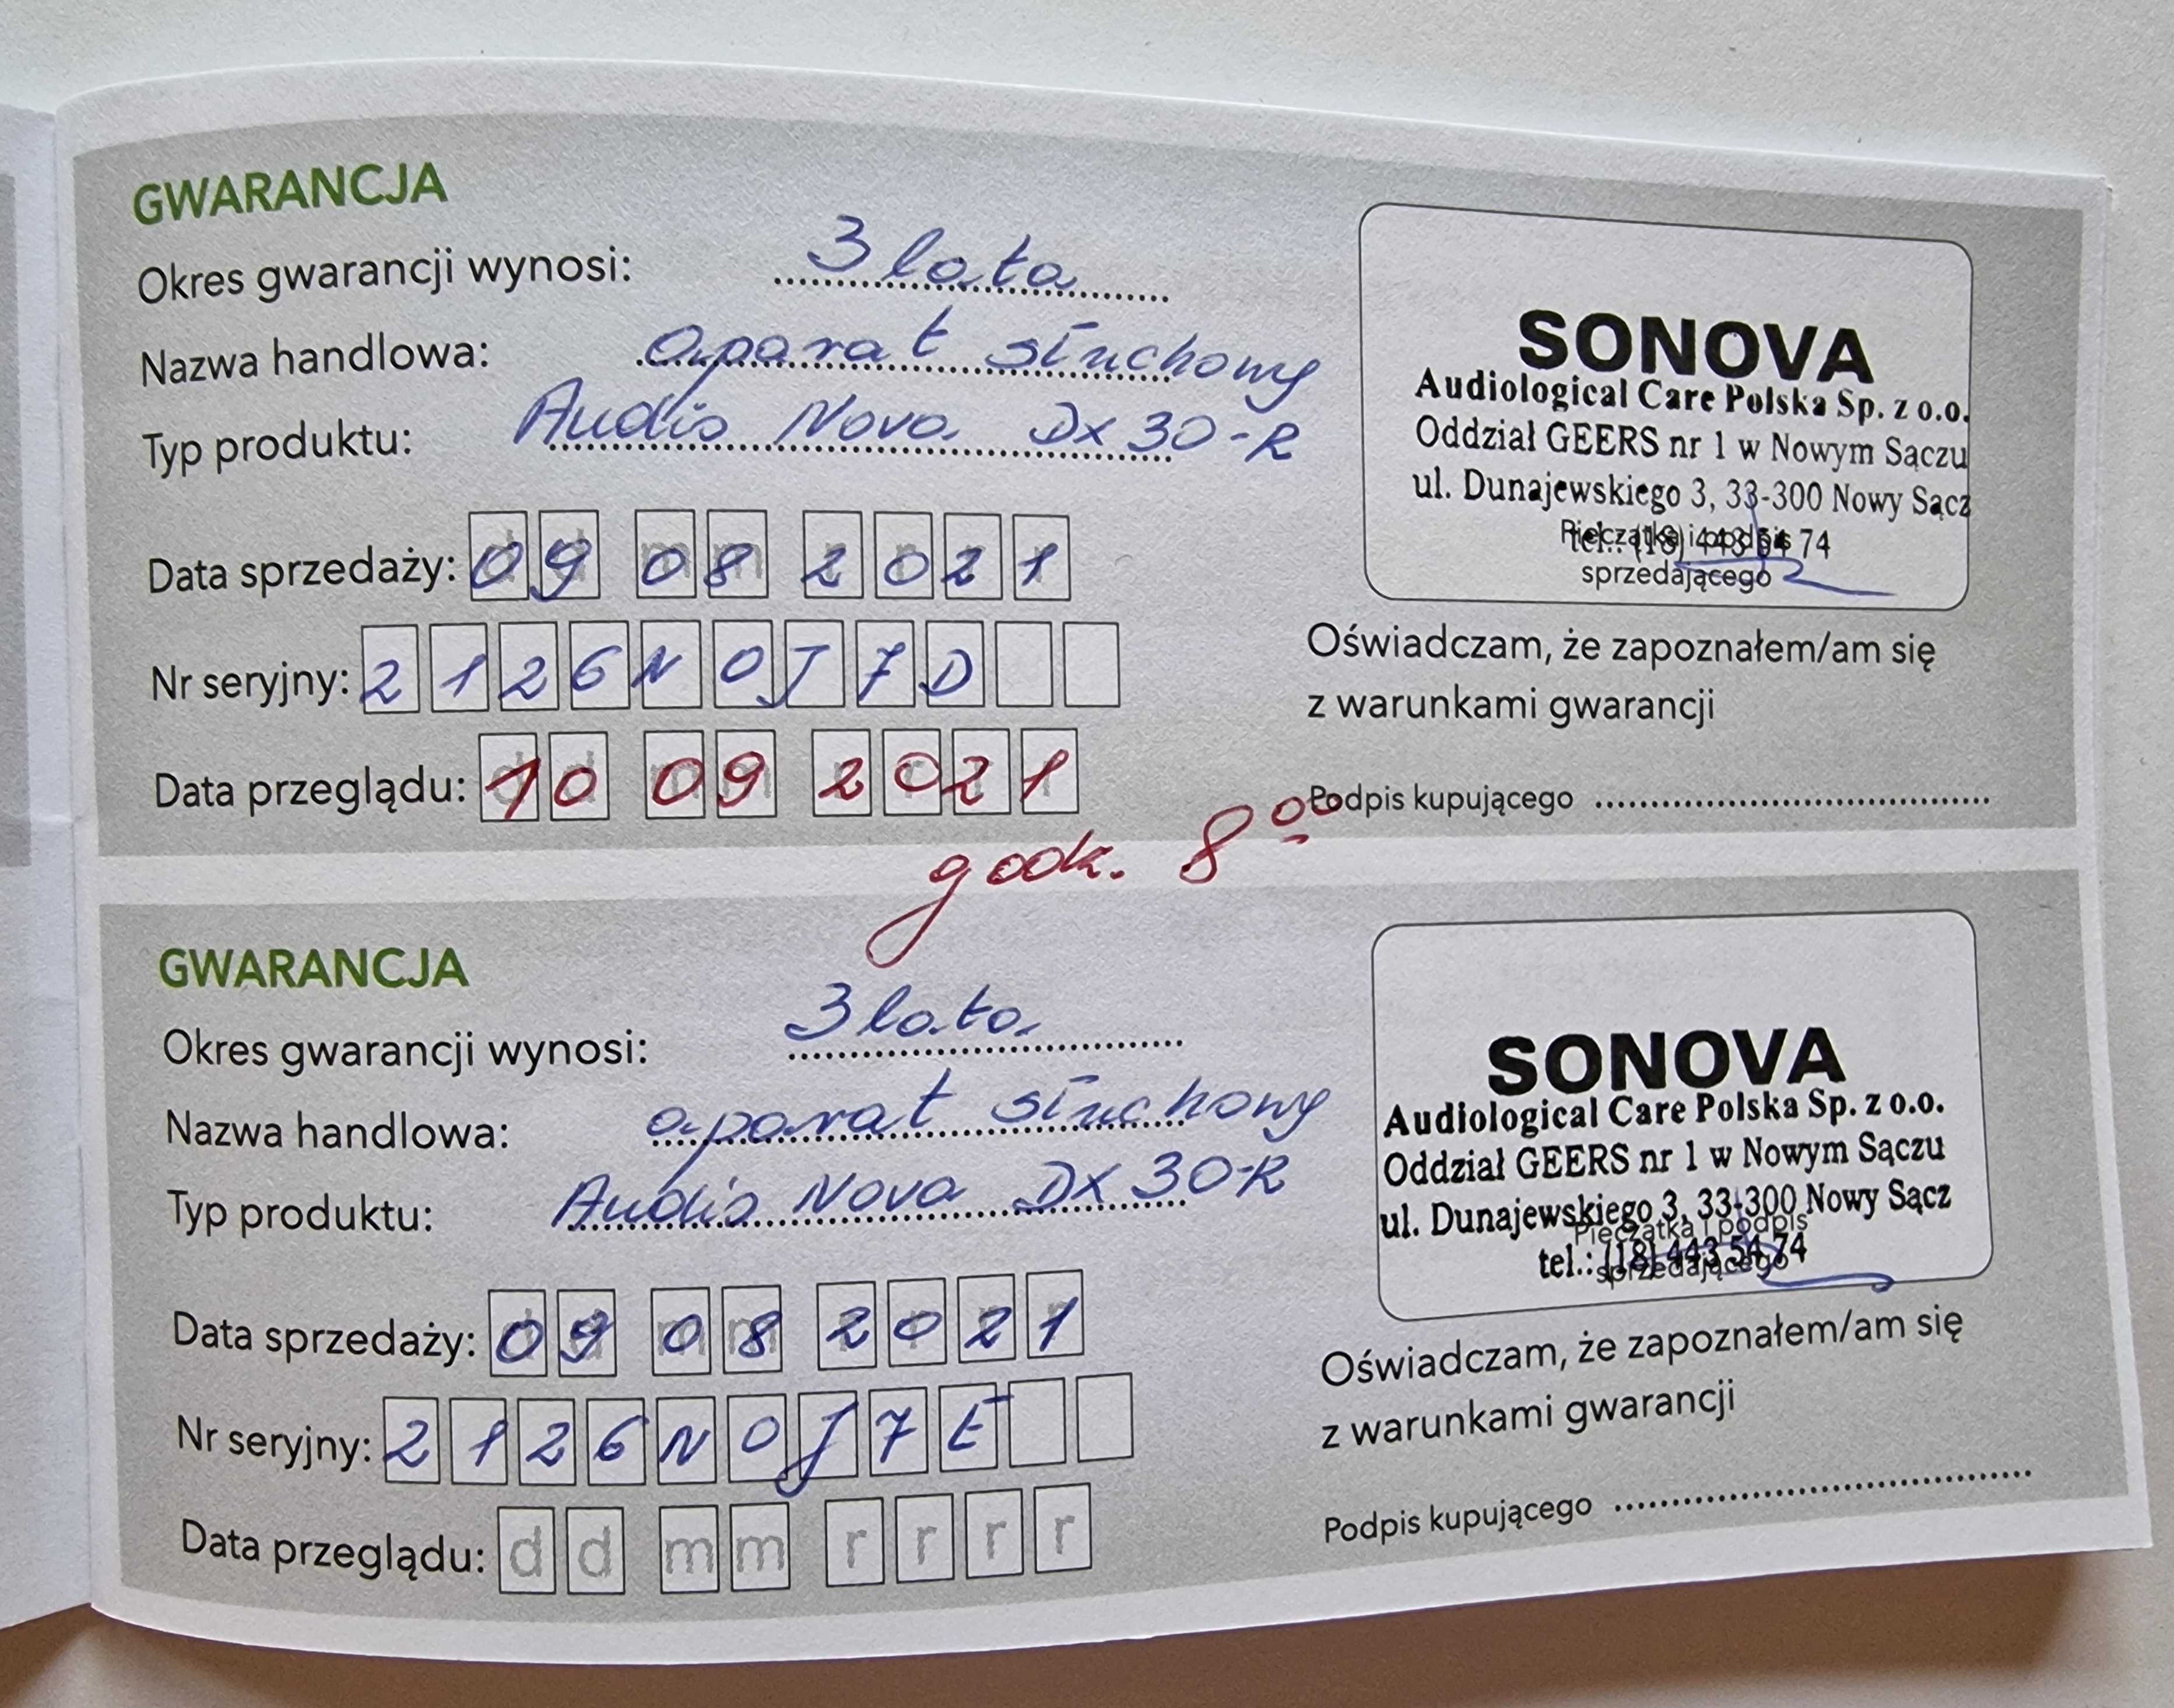 GWARANCJA
Okres gwarancji wynosi: 3 lata
Nazwa handlowa: aparat słuchowy
Typ produktu: Audio Nova Dx 30-R
Data sprzedaży: 09 08 2021
Nr seryjny: 2126N0J7D
Data przeglądu: 10 09 2021
godz. 8⁰⁰
SONOVA
Audiological Care Polska Sp. z o.o.
Oddział GEERS nr 1 w Nowym Sączu
ul. Dunajewskiego 3, 33-300 Nowy Sącz
tel.: (18) 443 54 74
Pieczątka i podpis
sprzedającego
Oświadczam, że zapoznałem/am się
z warunkami gwarancji
Podpis kupującego
GWARANCJA
Okres gwarancji wynosi: 3 lata
Nazwa handlowa: aparat słuchowy
Typ produktu: Audio Nova Dx 30-R
Data sprzedaży: 09 08 2021
Nr seryjny: 2126N0J7E
Data przeglądu: d d m m r r r r
SONOVA
Audiological Care Polska Sp. z o.o.
Oddział GEERS nr 1 w Nowym Sączu
ul. Dunajewskiego 3, 33-300 Nowy Sącz
tel.: (18) 443 54 74
Pieczątka i podpis
sprzedającego
Oświadczam, że zapoznałem/am się
z warunkami gwarancji
Podpis kupującego